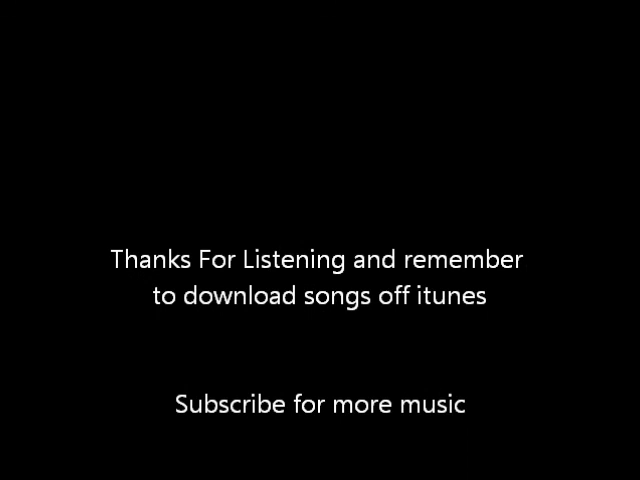 Thanks For Listening and remember
to download songs off itunes
Subscribe for more music